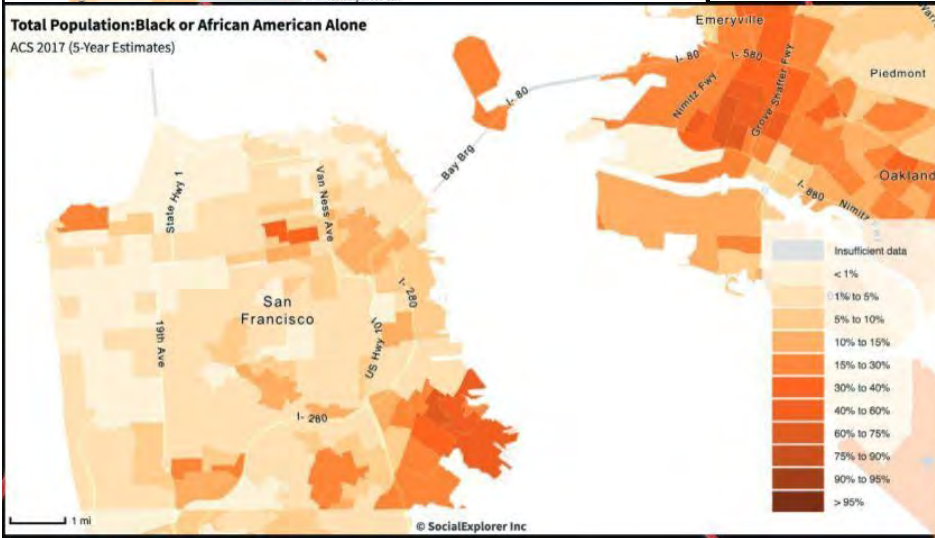 Total Population:Black or African American Alone
ACS 2017 (5-Year Estimates)
Emeryville
I- 80
I- 580
Piedmont
Nimitz Fwy
Grove Shafter Fwy
I- 80
Bay Brg
Oakland
I- 880
State Hwy 1
Van Ness Ave
San
Francisco
I- 280
19th Ave
US Hwy 101
I- 280
Insufficient data
< 1%
1% to 5%
5% to 10%
10% to 15%
15% to 30%
30% to 40%
40% to 60%
60% to 75%
75% to 90%
90% to 95%
> 95%
1 mi
© SocialExplorer Inc